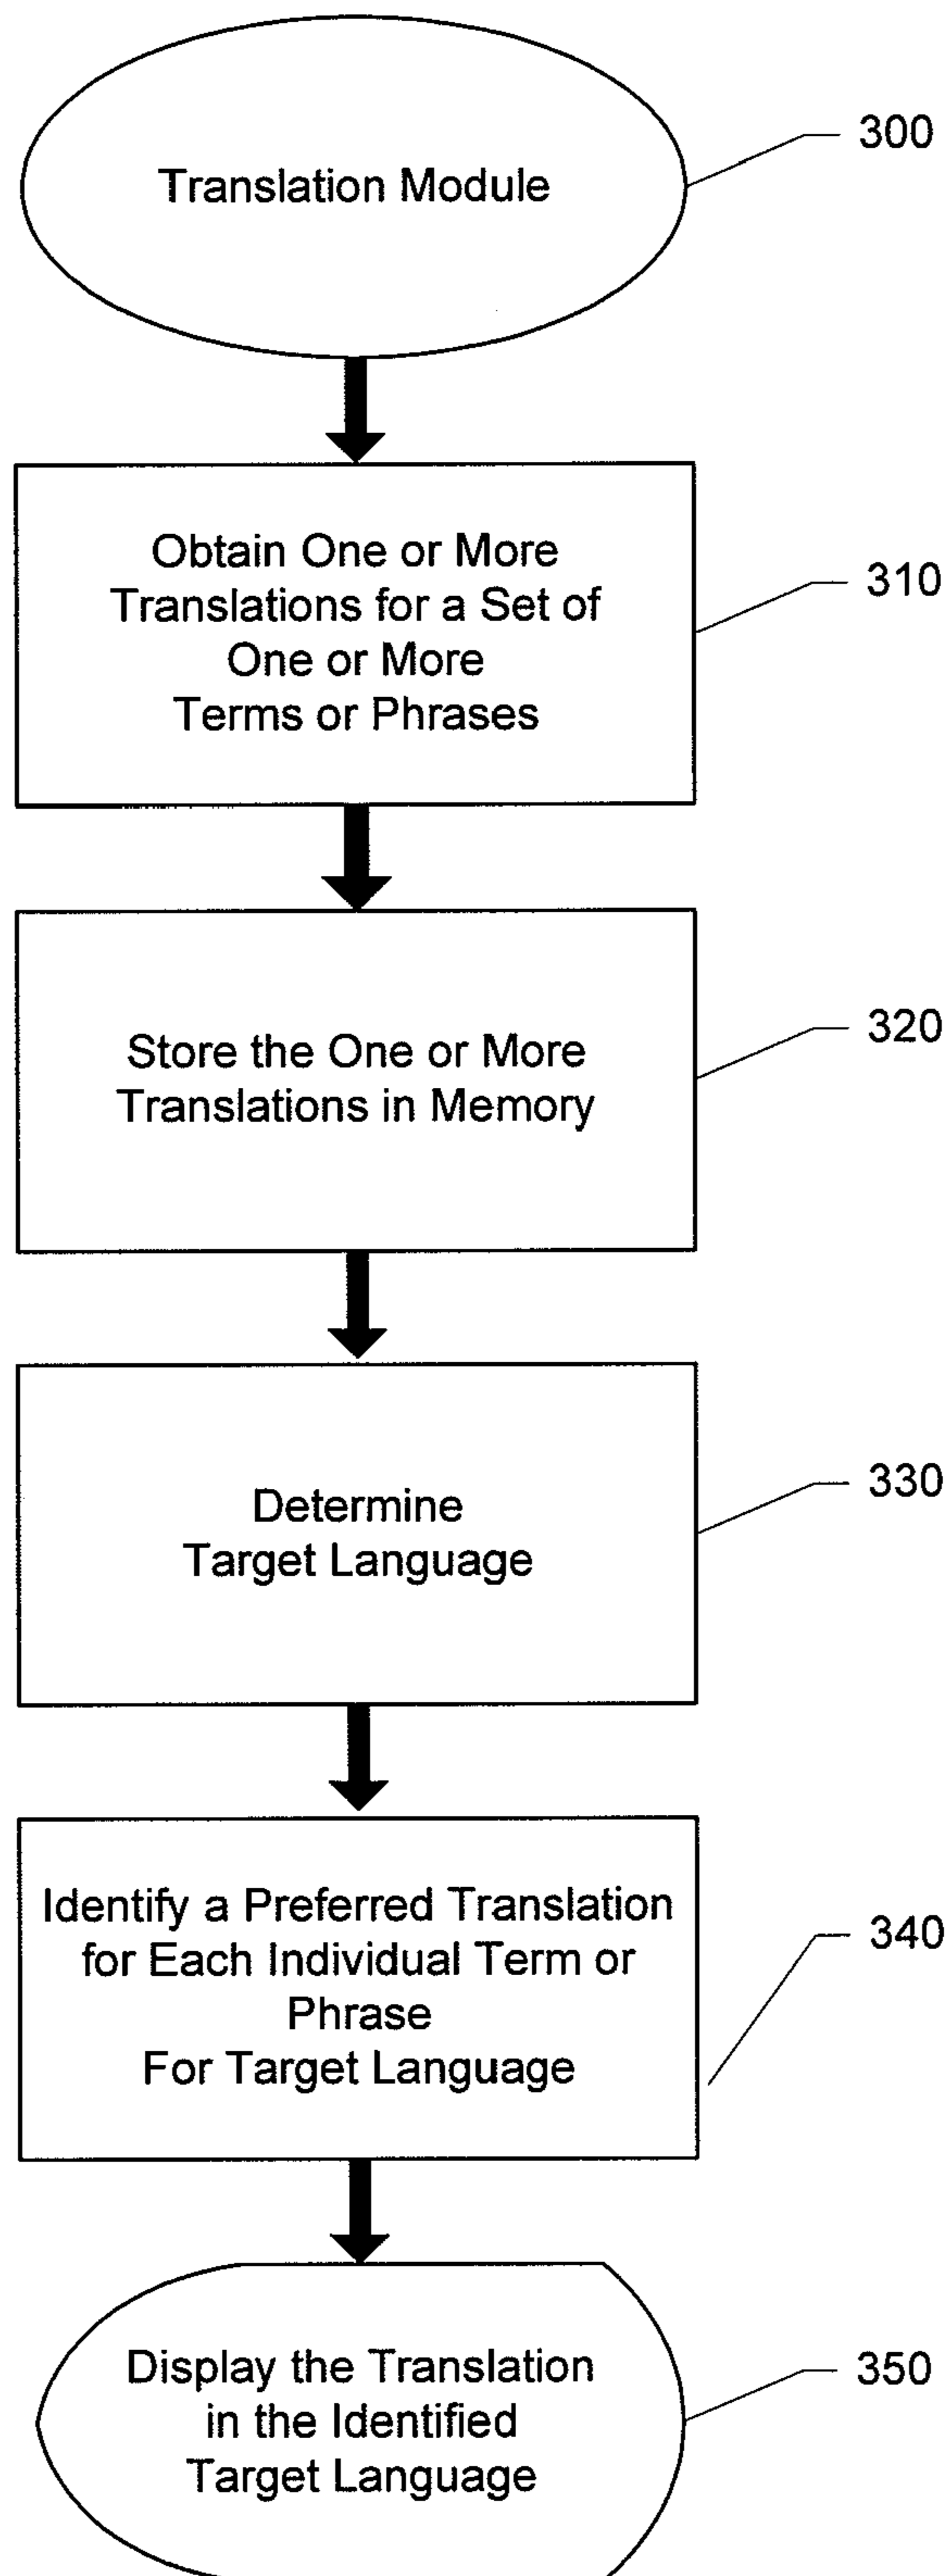 Translation Module
300
Obtain One or More
Translations for a Set of
One or More
Terms or Phrases
310
Store the One or More
Translations in Memory
320
Determine
Target Language
330
Identify a Preferred Translation
for Each Individual Term or
Phrase
For Target Language
340
Display the Translation
in the Identified
Target Language
350